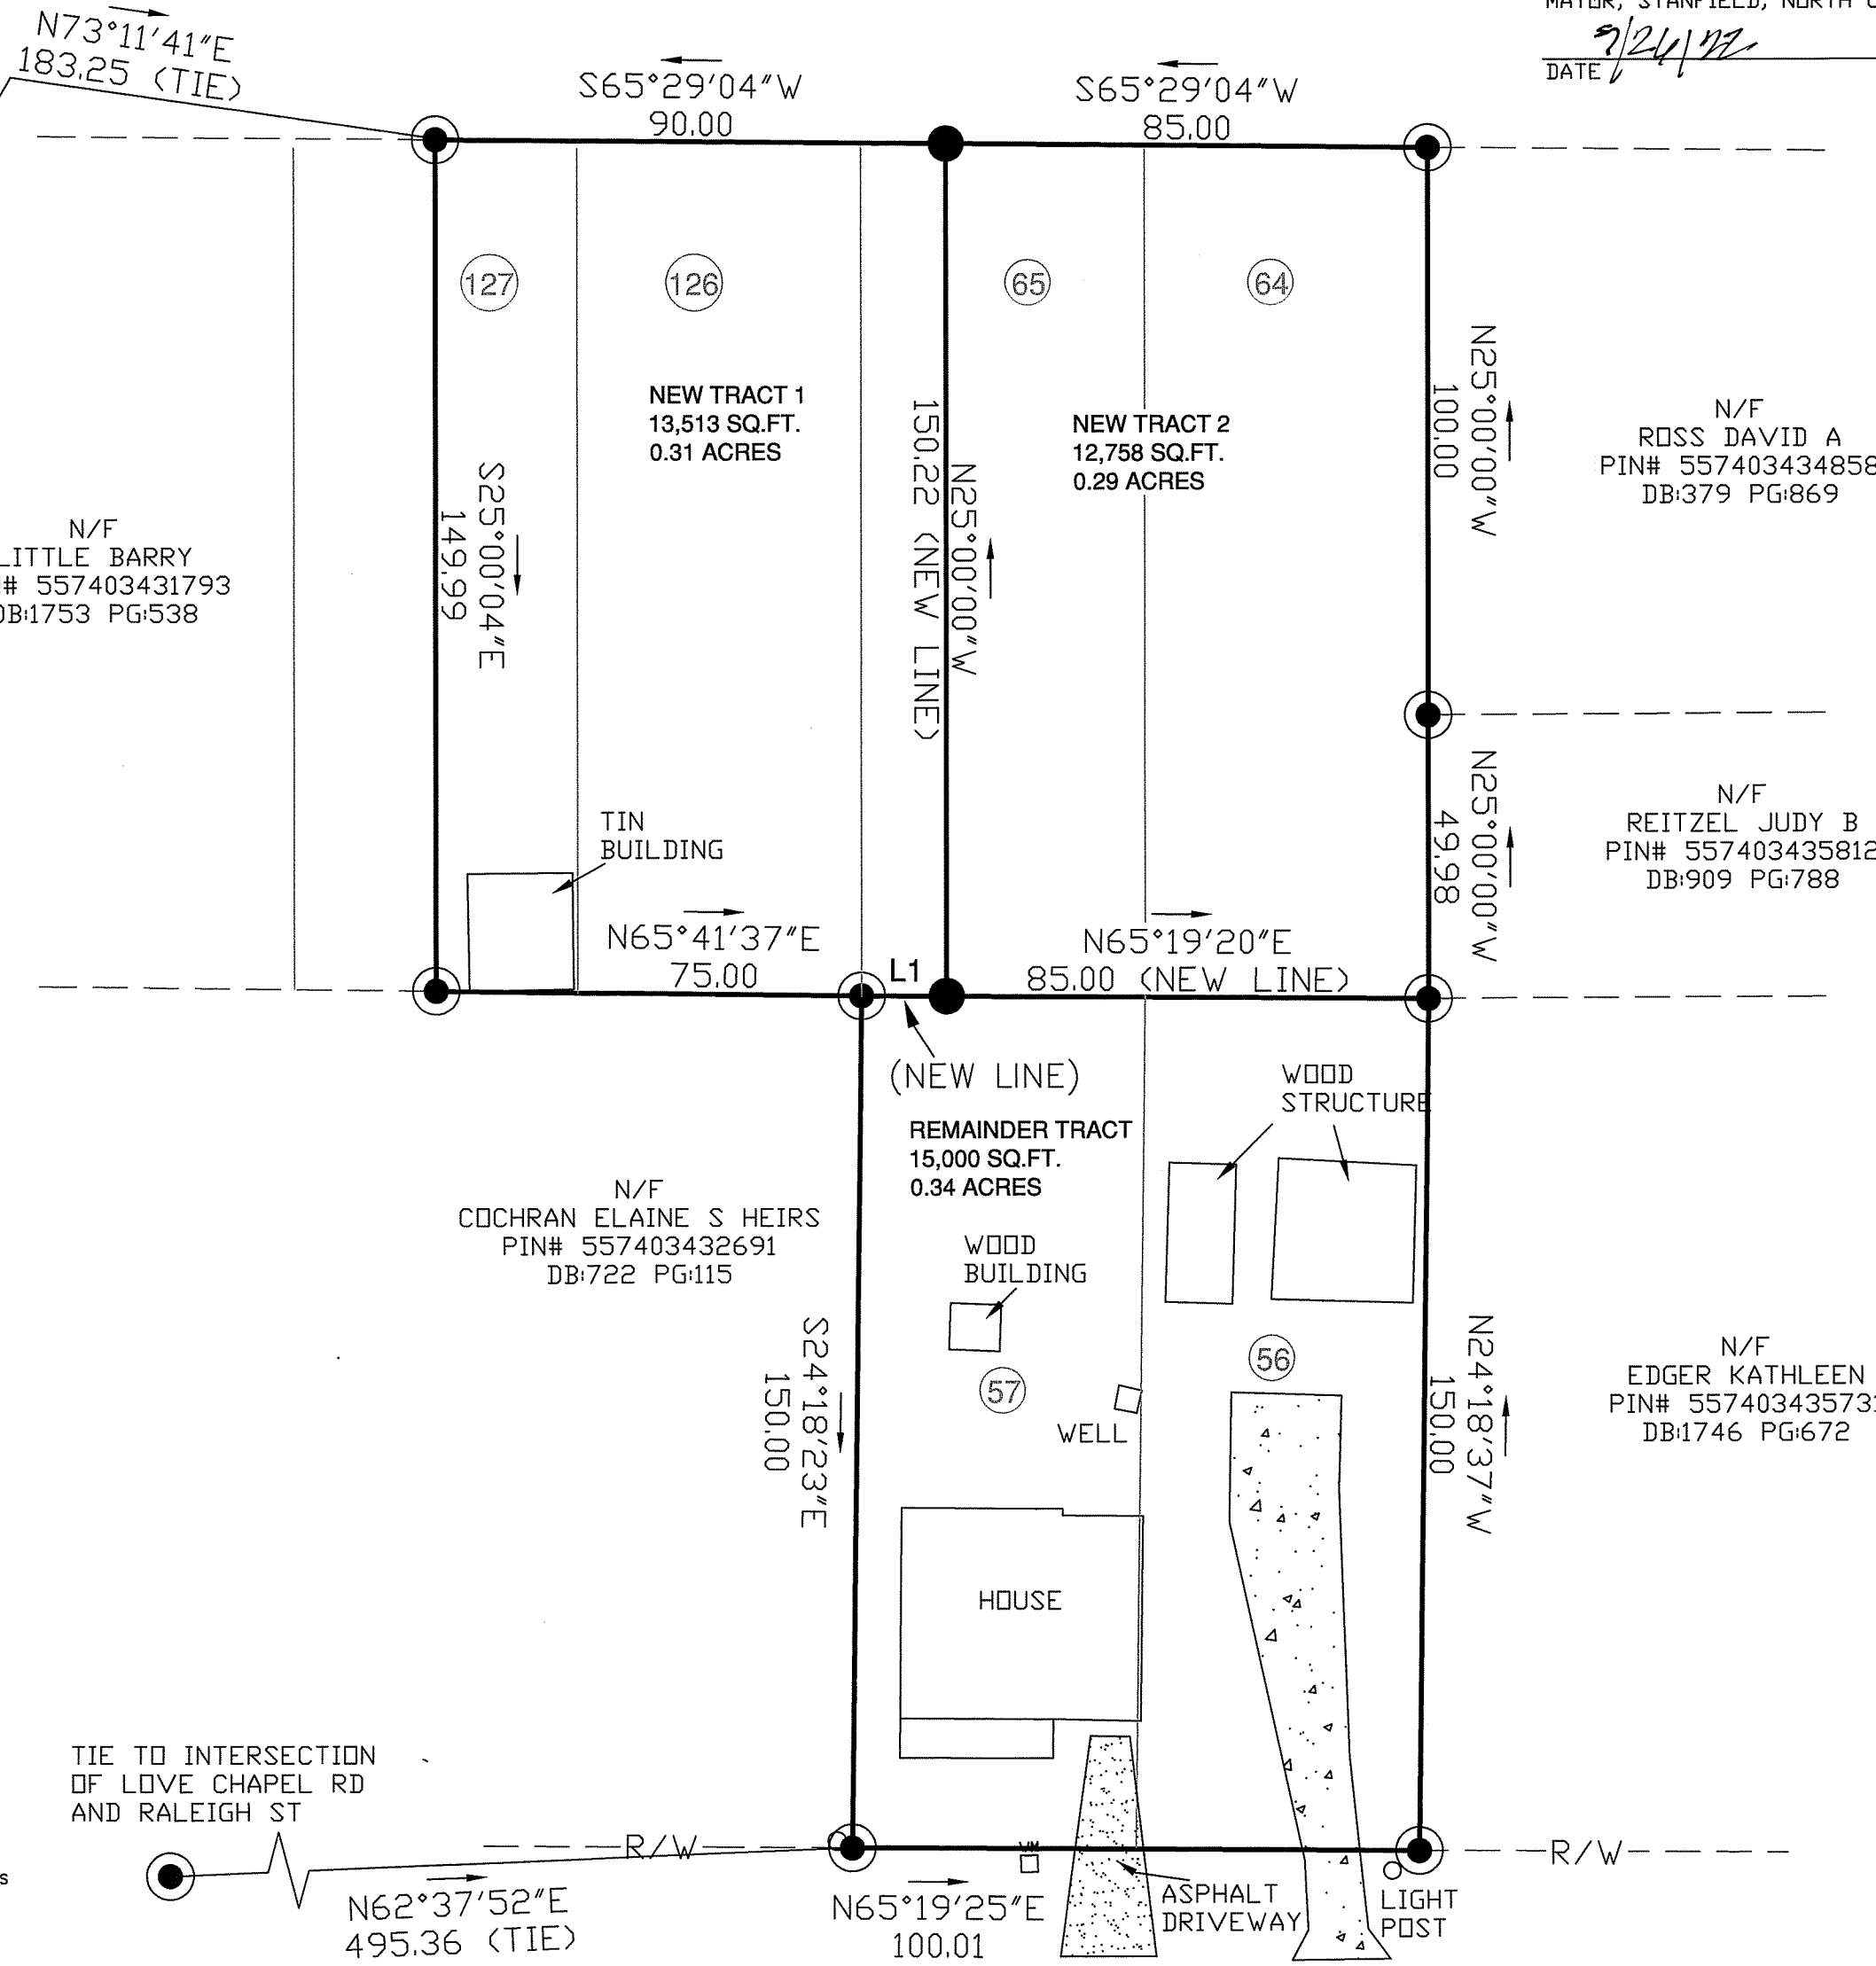 MAYOR, STANFIELD, NORTH
9/26/22
DATE
N73°11'41"E
183.25 (TIE)
S65°29'04"W
90.00
S65°29'04"W
85.00
127
126
65
64
NEW TRACT 1
13,513 SQ.FT.
0.31 ACRES
NEW TRACT 2
12,758 SQ.FT.
0.29 ACRES
S25°00'04"E
149.99
N25°00'00"W
150.22 (NEW LINE)
N25°00'00"W
100.00
N/F
ROSS DAVID A
PIN# 557403434858
DB:379 PG:869
N/F
LITTLE BARRY
# 557403431793
DB:1753 PG:538
N25°00'00"W
49.98
N/F
REITZEL JUDY B
PIN# 557403435812
DB:909 PG:788
TIN
BUILDING
N65°41'37"E
75.00
L1
N65°19'20"E
85.00 (NEW LINE)
(NEW LINE)
REMAINDER TRACT
15,000 SQ.FT.
0.34 ACRES
WOOD
STRUCTURE
N/F
COCHRAN ELAINE S HEIRS
PIN# 557403432691
DB:722 PG:115
WOOD
BUILDING
57
56
WELL
S24°18'23"E
150.00
N24°18'37"W
150.00
N/F
EDGER KATHLEEN
PIN# 55740343573
DB:1746 PG:672
HOUSE
TIE TO INTERSECTION
OF LOVE CHAPEL RD
AND RALEIGH ST
R/W
WM
R/W
s
N62°37'52"E
495.36 (TIE)
N65°19'25"E
100.01
ASPHALT
DRIVEWAY
LIGHT
POST